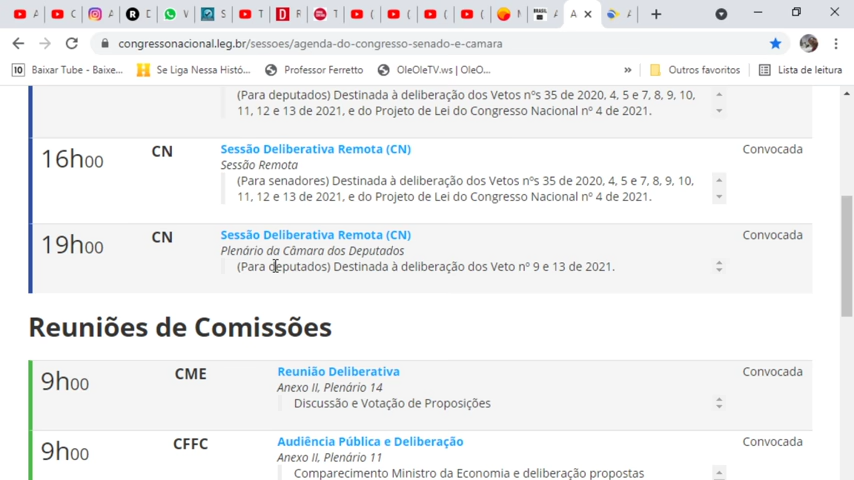 A
R
D
W
S
T
D
R
T
(
(
(
M
A
A
A
congressonacional.leg.br/sessoes/agenda-do-congresso-senado-e-camara
Baixar Tube - Baixe...
Se Liga Nessa Histó...
Professor Ferretto
OleOleTV.ws | OleO...
»
Outros favoritos
Lista de leitura
(Para deputados) Destinada à deliberação dos Vetos nºs 35 de 2020, 4, 5 e 7, 8, 9, 10,
11, 12 e 13 de 2021, e do Projeto de Lei do Congresso Nacional nº 4 de 2021.
16h00 CN Sessão Deliberativa Remota (CN) Convocada
Sessão Remota
(Para senadores) Destinada à deliberação dos Vetos nºs 35 de 2020, 4, 5 e 7, 8, 9, 10,
11, 12 e 13 de 2021, e do Projeto de Lei do Congresso Nacional nº 4 de 2021.
19h00 CN Sessão Deliberativa Remota (CN) Convocada
Plenário da Câmara dos Deputados
(Para deputados) Destinada à deliberação dos Veto nº 9 e 13 de 2021.
Reuniões de Comissões
9h00 CME Reunião Deliberativa Convocada
Anexo II, Plenário 14
Discussão e Votação de Proposições
9h00 CFFC Audiência Pública e Deliberação Convocada
Anexo II, Plenário 11
Comparecimento Ministro da Economia e deliberação propostas